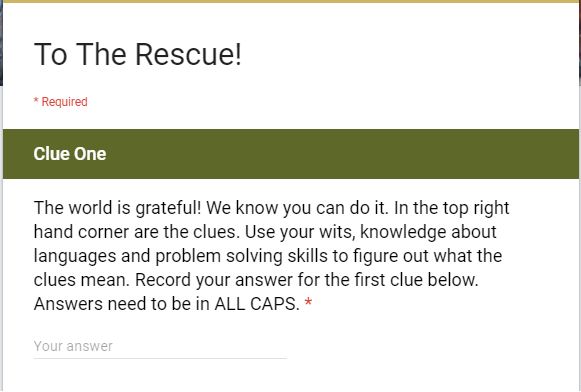 To The Rescue!
* Required
Clue One
The world is grateful! We know you can do it. In the top right
hand corner are the clues. Use your wits, knowledge about
languages and problem solving skills to figure out what the
clues mean. Record your answer for the first clue below.
Answers need to be in ALL CAPS. *
Your answer